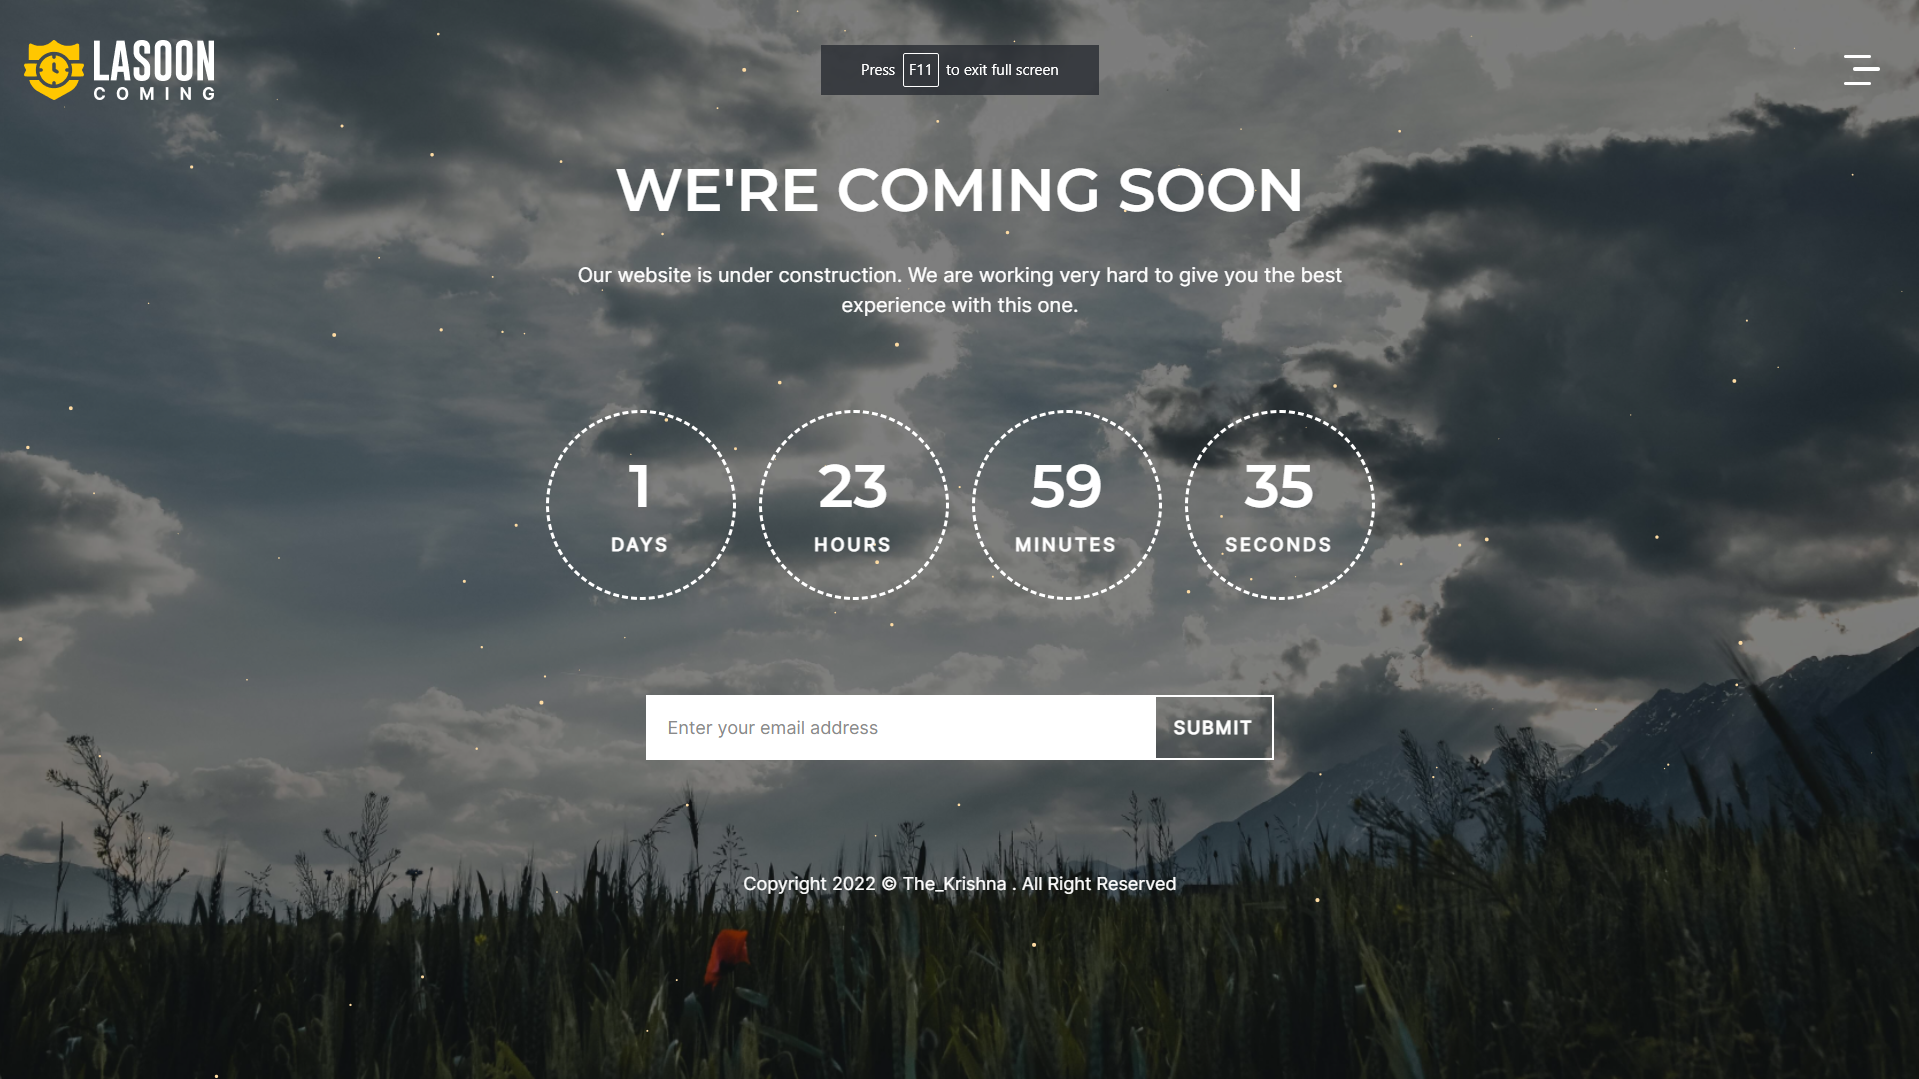 LASOON
COMING
Press F11 to exit full screen
WE'RE COMING SOON
Our website is under construction. We are working very hard to give you the best
experience with this one.
1
DAYS
23
HOURS
59
MINUTES
35
SECONDS
Enter your email address
SUBMIT
Copyright 2022 © The_Krishna . All Right Reserved